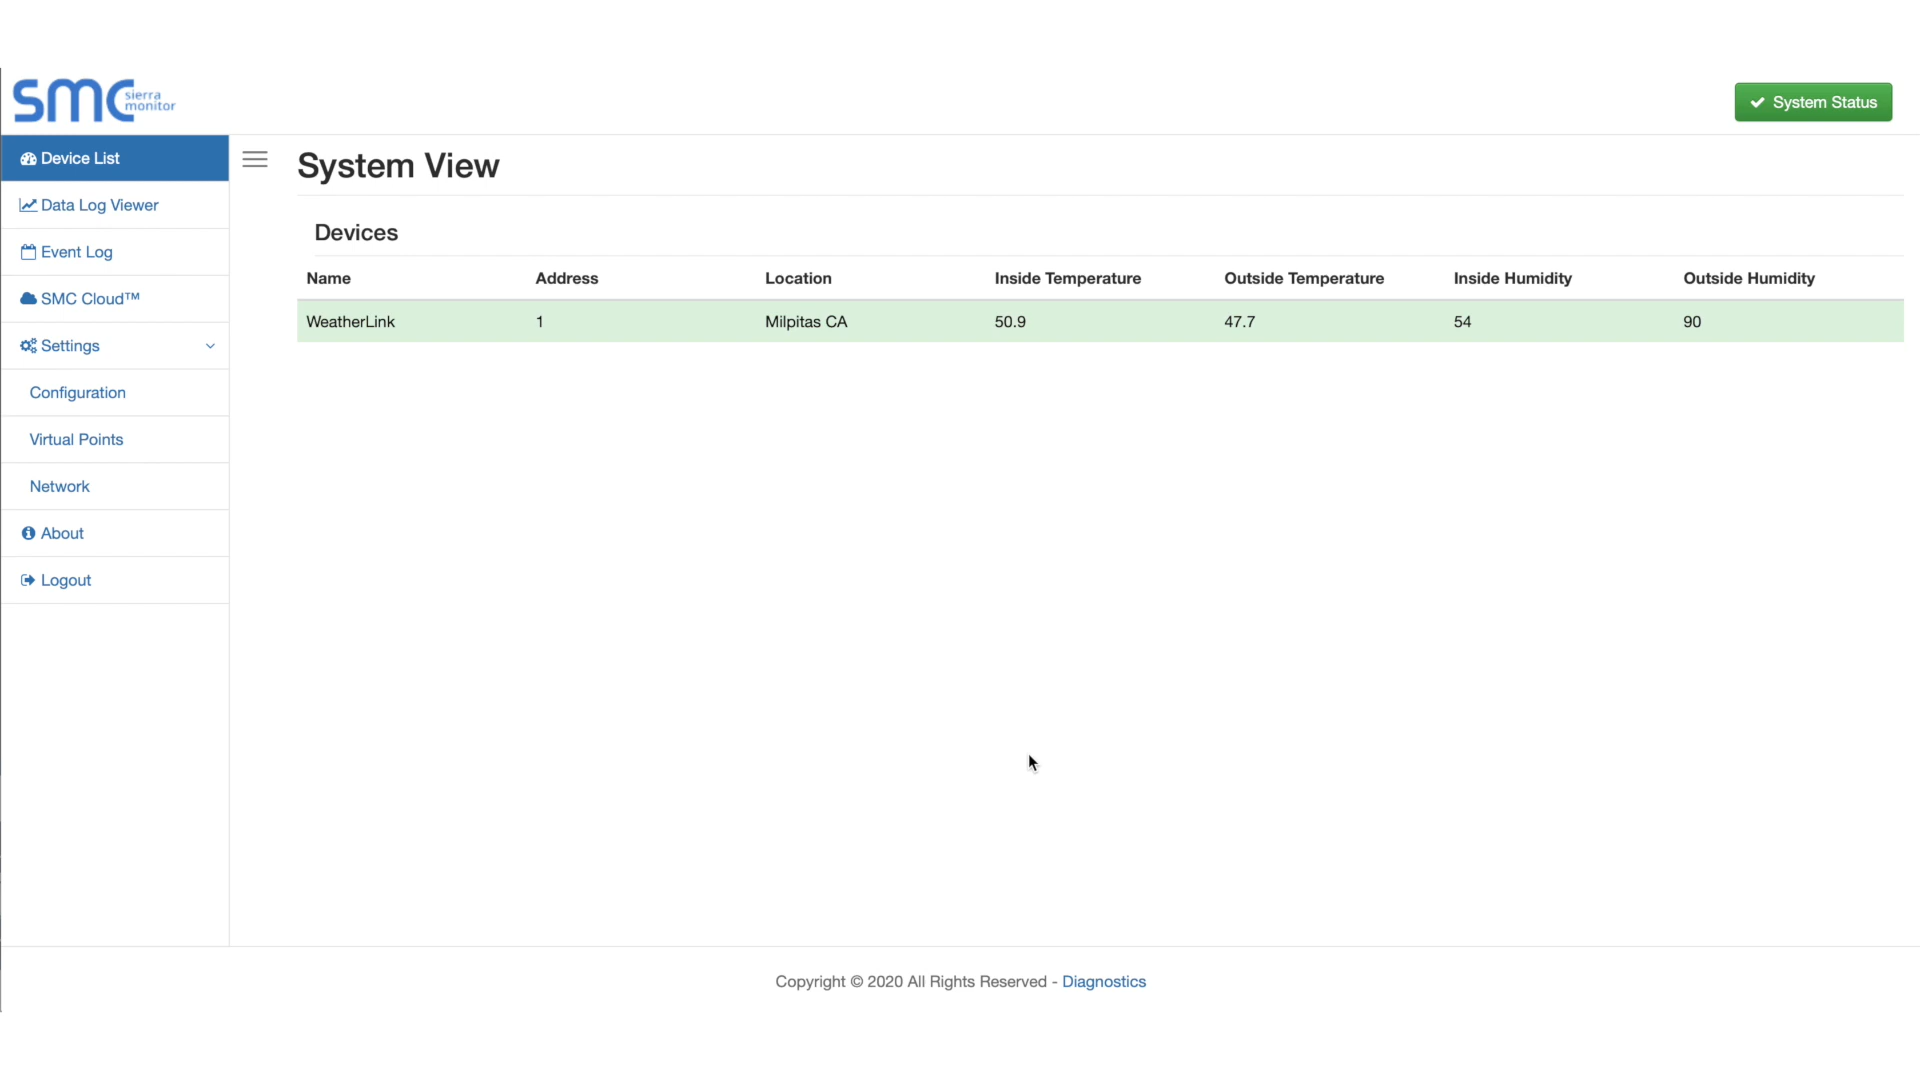 SMC sierra monitor
System Status
Device List
Data Log Viewer
Event Log
SMC Cloud™
Settings
Configuration
Virtual Points
Network
About
Logout
System View
Devices
Name Address Location Inside Temperature Outside Temperature Inside Humidity Outside Humidity
WeatherLink 1 Milpitas CA 50.9 47.7 54 90
Copyright © 2020 All Rights Reserved - Diagnostics